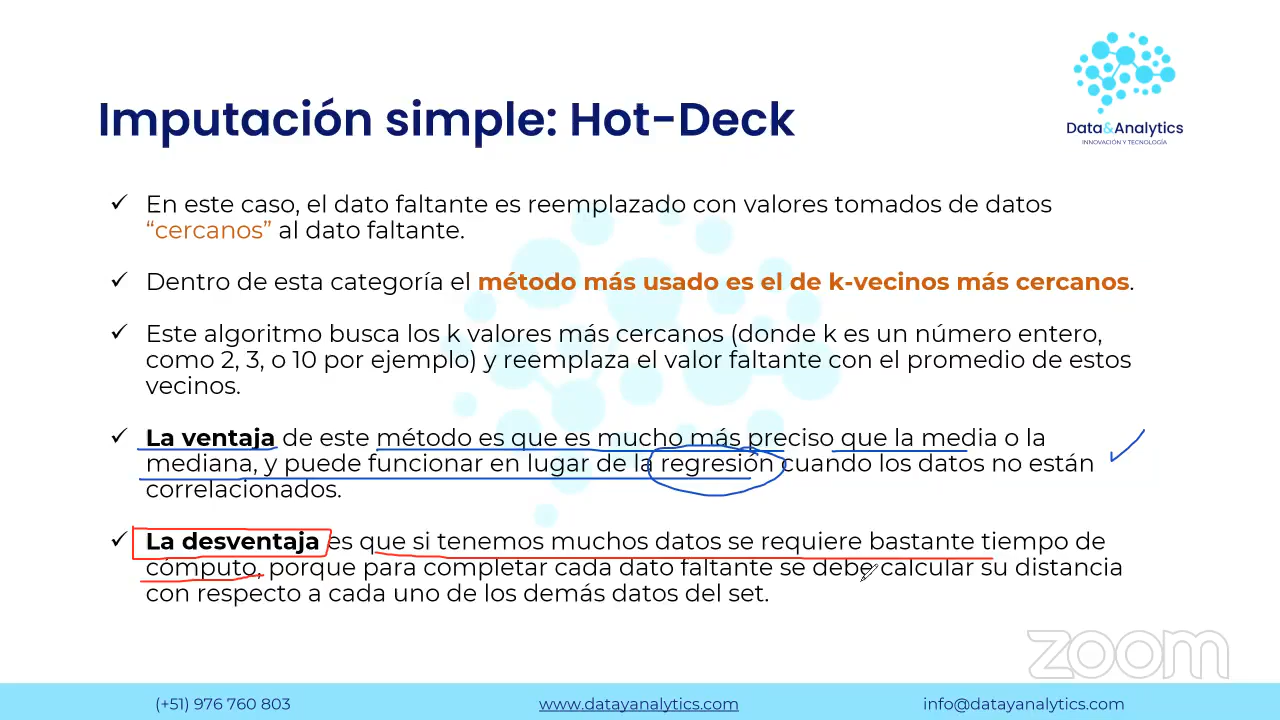 Data&Analytics
INNOVACIÓN Y TECNOLOGÍA
Imputación simple: Hot-Deck
✓ En este caso, el dato faltante es reemplazado con valores tomados de datos
“cercanos” al dato faltante.
✓ Dentro de esta categoría el método más usado es el de k-vecinos más cercanos.
✓ Este algoritmo busca los k valores más cercanos (donde k es un número entero,
como 2, 3, o 10 por ejemplo) y reemplaza el valor faltante con el promedio de estos
vecinos.
✓ La ventaja de este método es que es mucho más preciso que la media o la
mediana, y puede funcionar en lugar de la regresión cuando los datos no están
correlacionados.
✓ La desventaja es que si tenemos muchos datos se requiere bastante tiempo de
cómputo, porque para completar cada dato faltante se debe calcular su distancia
con respecto a cada uno de los demás datos del set.
zoom
(+51) 976 760 803
www.datayanalytics.com
info@datayanalytics.com